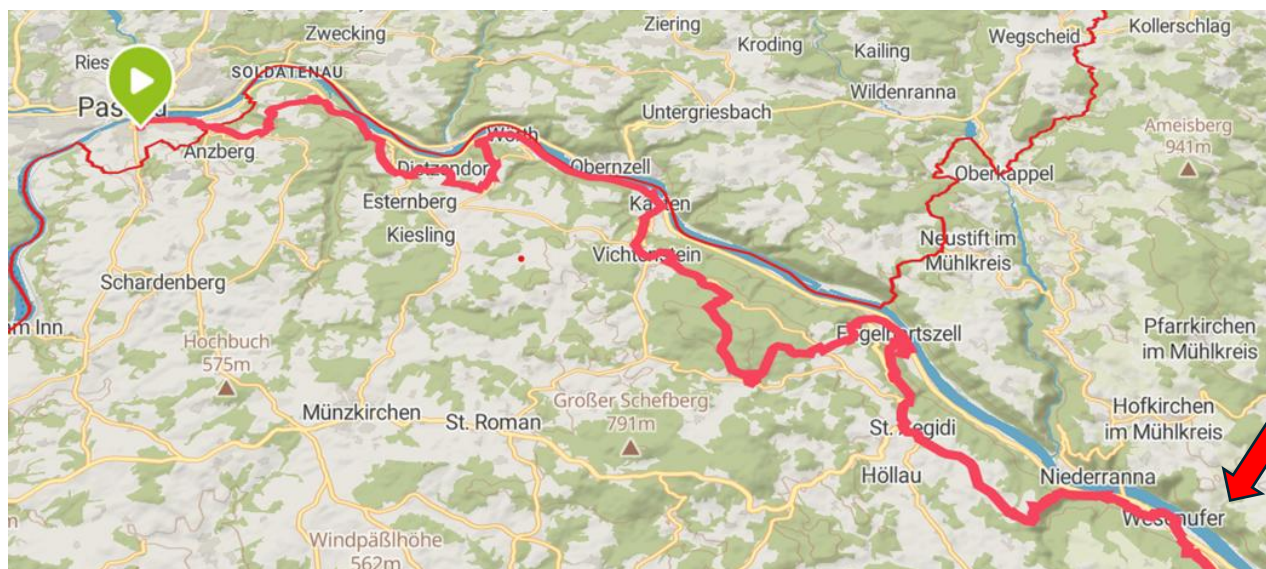 Zwecking
Ziering
Kroding
Kailing
Wegscheid
Kollerschlag
Ries
SOLDATENAU
Wildenranna
Untergriesbach
Anzberg
Obernzell
Ameisberg
941m
Oberkappel
Esternberg
Kiesling
Neustift im
Mühlkreis
Schardenberg
m Inn
Hochbuch
575m
Pfarrkirchen
im Mühlkreis
Großer Schefberg
791m
Münzkirchen
St. Roman
Hofkirchen
im Mühlkreis
Höllau
Niederranna
Windpäßlhöhe
562m